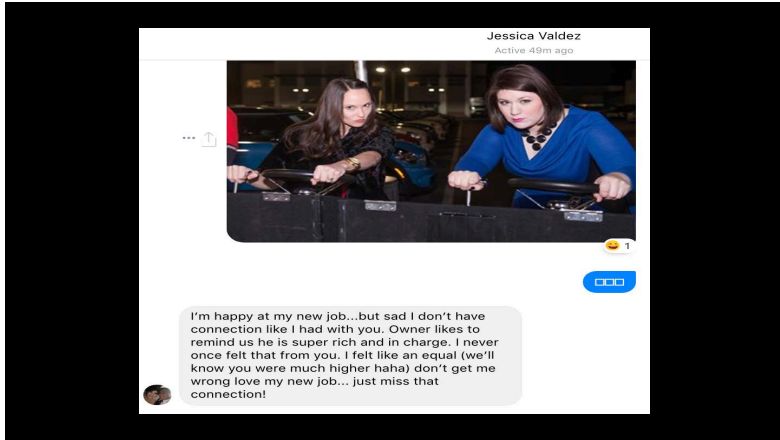 Jessica Valdez
Active 49m ago
1
I'm happy at my new job...but sad I don't have
connection like I had with you. Owner likes to
remind us he is super rich and in charge. I never
once felt that from you. I felt like an equal (we'll
know you were much higher haha) don't get me
wrong love my new job... just miss that
connection!